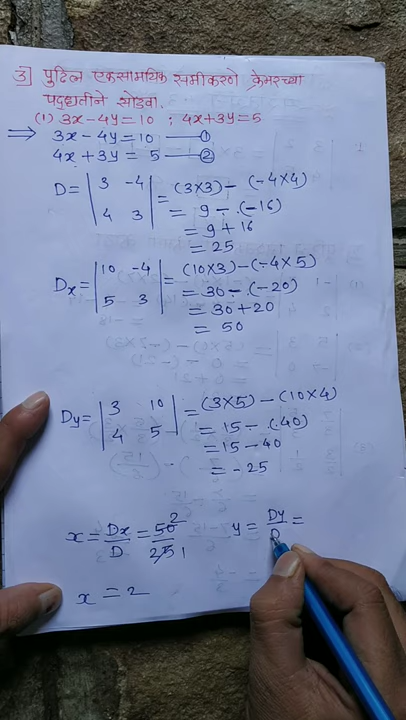 3] पुढिल एकसामायिक समीकरणे क्रेमरच्या
पद्धतीने सोडवा.
(1) 3x-4y=10 ; 4x+3y=5
⇒ 3x-4y=10 —①
4x+3y = 5 —②
D = | 3 -4 | = (3×3) - (-4×4)
| 4 3 | = 9 - (-16)
= 9 + 16
= 25
Dx = | 10 -4 | = (10×3) - (-4×5)
| 5 3 | = 30 - (-20)
= 30 + 20
= 50
Dy = | 3 10 | = (3×5) - (10×4)
| 4 5 | = 15 - (40)
= 15 - 40
= -25
x = Dx/D = 50/25 2/1 y = Dy/D =
x = 2